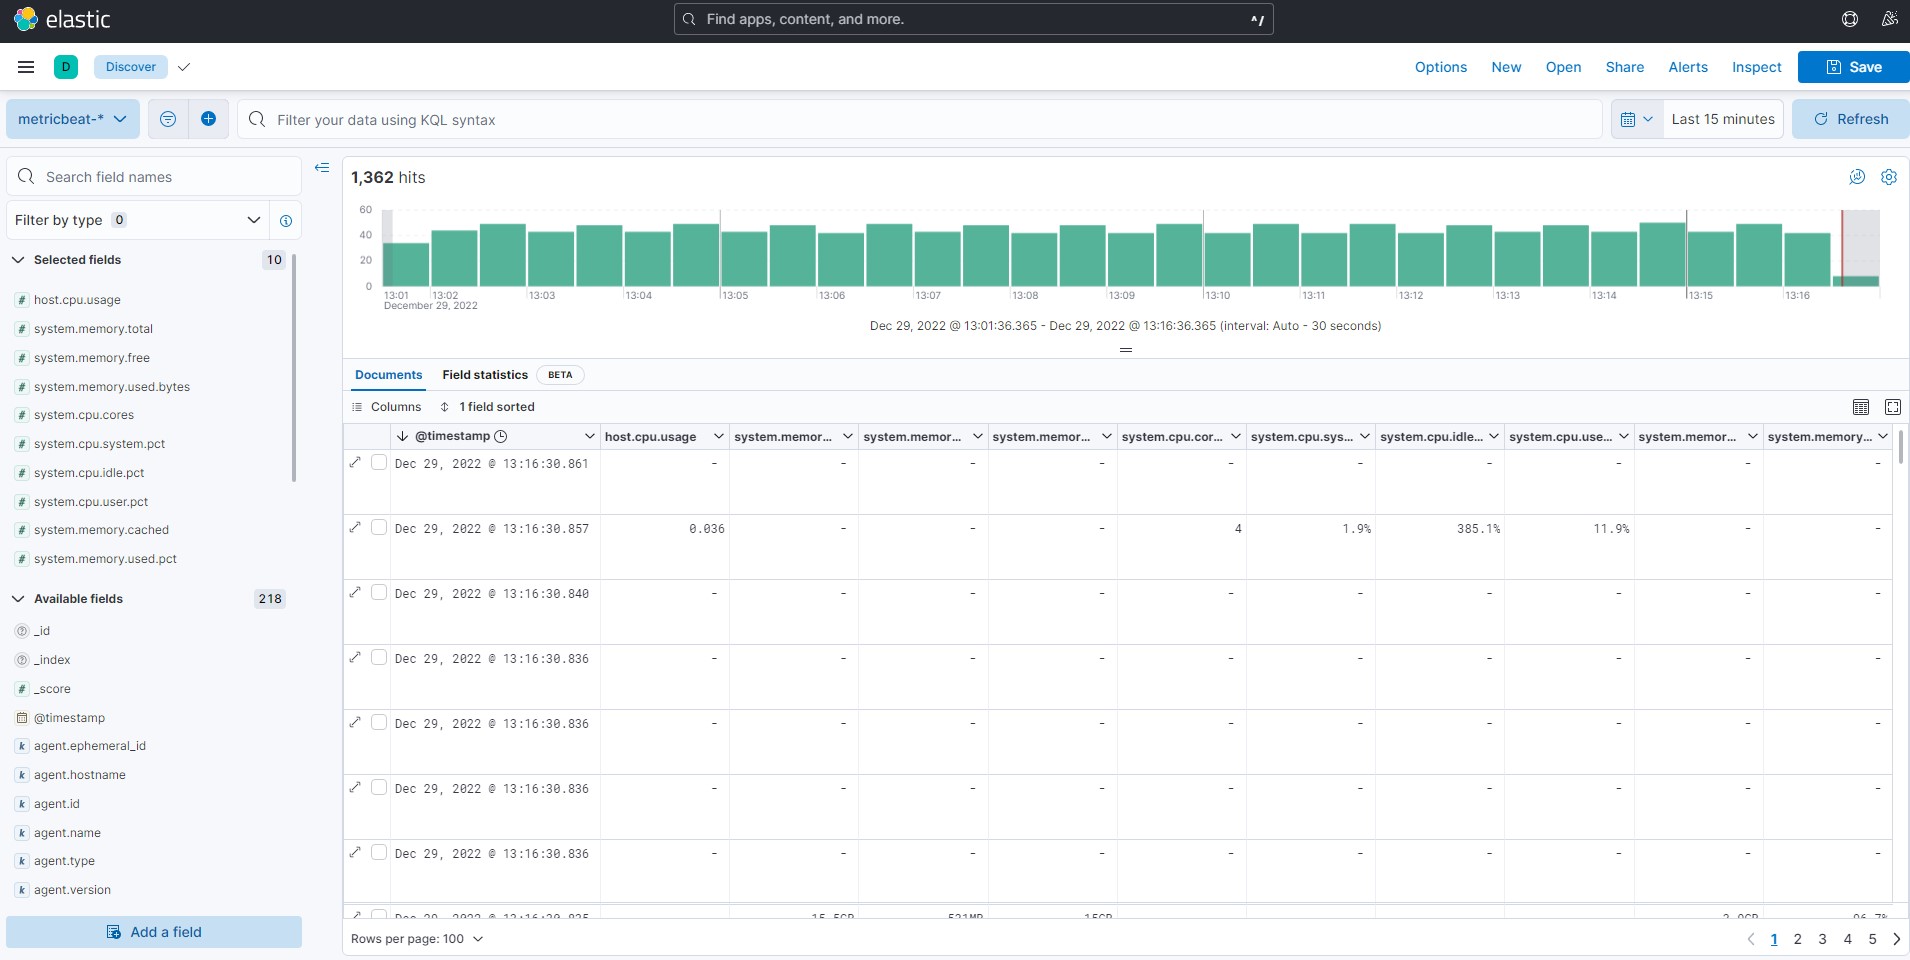 elastic
Find apps, content, and more.
^/
D
Discover
Options
New
Open
Share
Alerts
Inspect
Save
metricbeat-*
Filter your data using KQL syntax
Last 15 minutes
Refresh
Search field names
Filter by type 0
Selected fields 10
# host.cpu.usage
# system.memory.total
# system.memory.free
# system.memory.used.bytes
# system.cpu.cores
# system.cpu.system.pct
# system.cpu.idle.pct
# system.cpu.user.pct
# system.memory.cached
# system.memory.used.pct
Available fields 218
? _id
? _index
# _score
@timestamp
k agent.ephemeral_id
k agent.hostname
k agent.id
k agent.name
k agent.type
k agent.version
Add a field
1,362 hits
60
40
20
0
13:01 13:02 13:03 13:04 13:05 13:06 13:07 13:08 13:09 13:10 13:11 13:12 13:13 13:14 13:15 13:16
December 29, 2022
Dec 29, 2022 @ 13:01:36.365 - Dec 29, 2022 @ 13:16:36.365 (interval: Auto - 30 seconds)
Documents Field statistics BETA
Columns 1 field sorted
@timestamp host.cpu.usage system.memor... system.memor... system.memor... system.cpu.cor... system.cpu.sys... system.cpu.idle... system.cpu.use... system.memor... system.memory...
Dec 29, 2022 @ 13:16:30.861 - - - - - - - - - -
Dec 29, 2022 @ 13:16:30.857 0.036 - - - 4 1.9% 385.1% 11.9% - -
Dec 29, 2022 @ 13:16:30.840 - - - - - - - - - -
Dec 29, 2022 @ 13:16:30.836 - - - - - - - - - -
Dec 29, 2022 @ 13:16:30.836 - - - - - - - - - -
Dec 29, 2022 @ 13:16:30.836 - - - - - - - - - -
Dec 29, 2022 @ 13:16:30.836 - - - - - - - - - -
Rows per page: 100
1 2 3 4 5